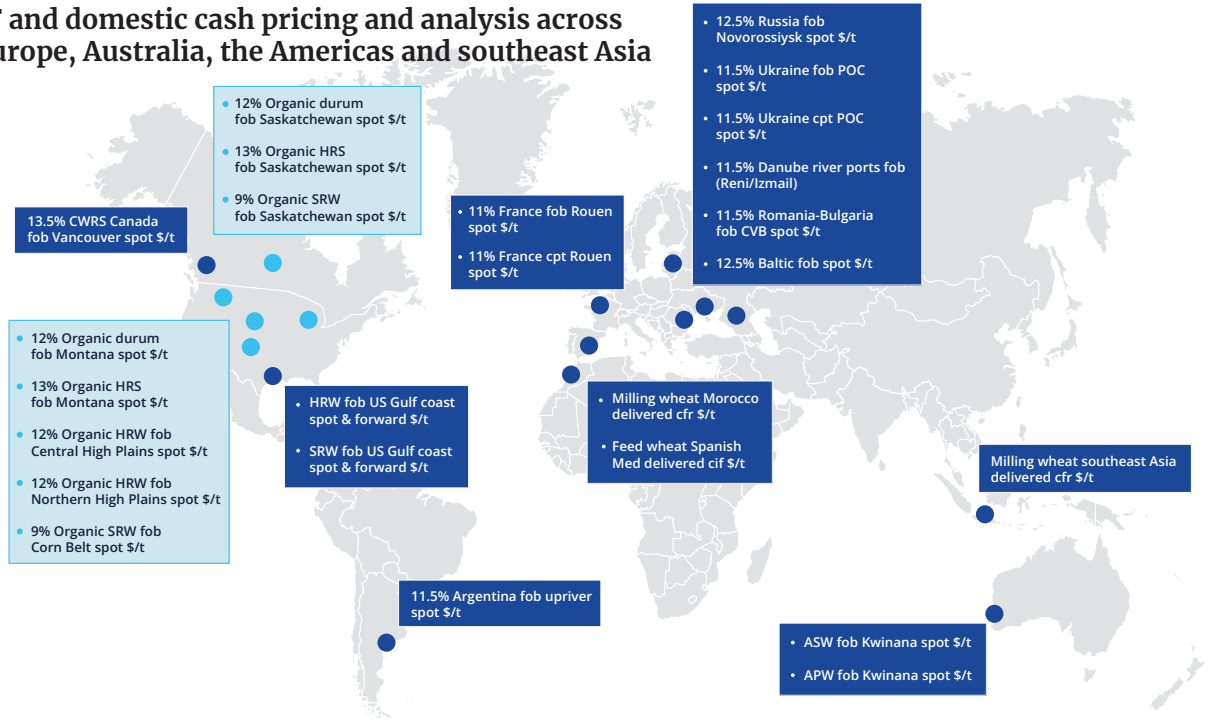 and domestic cash pricing and analysis across
urope, Australia, the Americas and southeast Asia
• 12% Organic durum
fob Saskatchewan spot $/t
• 13% Organic HRS
fob Saskatchewan spot $/t
• 9% Organic SRW
fob Saskatchewan spot $/t
13.5% CWRS Canada
fob Vancouver spot $/t
• 12% Organic durum
fob Montana spot $/t
• 13% Organic HRS
fob Montana spot $/t
• 12% Organic HRW fob
Central High Plains spot $/t
• 12% Organic HRW fob
Northern High Plains spot $/t
• 9% Organic SRW fob
Corn Belt spot $/t
• HRW fob US Gulf coast
spot & forward $/t
• SRW fob US Gulf coast
spot & forward $/t
11.5% Argentina fob upriver
spot $/t
• 11% France fob Rouen
spot $/t
• 11% France cpt Rouen
spot $/t
• 12.5% Russia fob
Novorossiysk spot $/t
• 11.5% Ukraine fob POC
spot $/t
• 11.5% Ukraine cpt POC
spot $/t
• 11.5% Danube river ports fob
(Reni/Izmail)
• 11.5% Romania-Bulgaria
fob CVB spot $/t
• 12.5% Baltic fob spot $/t
• Milling wheat Morocco
delivered cfr $/t
• Feed wheat Spanish
Med delivered cif $/t
Milling wheat southeast Asia
delivered cfr $/t
• ASW fob Kwinana spot $/t
• APW fob Kwinana spot $/t